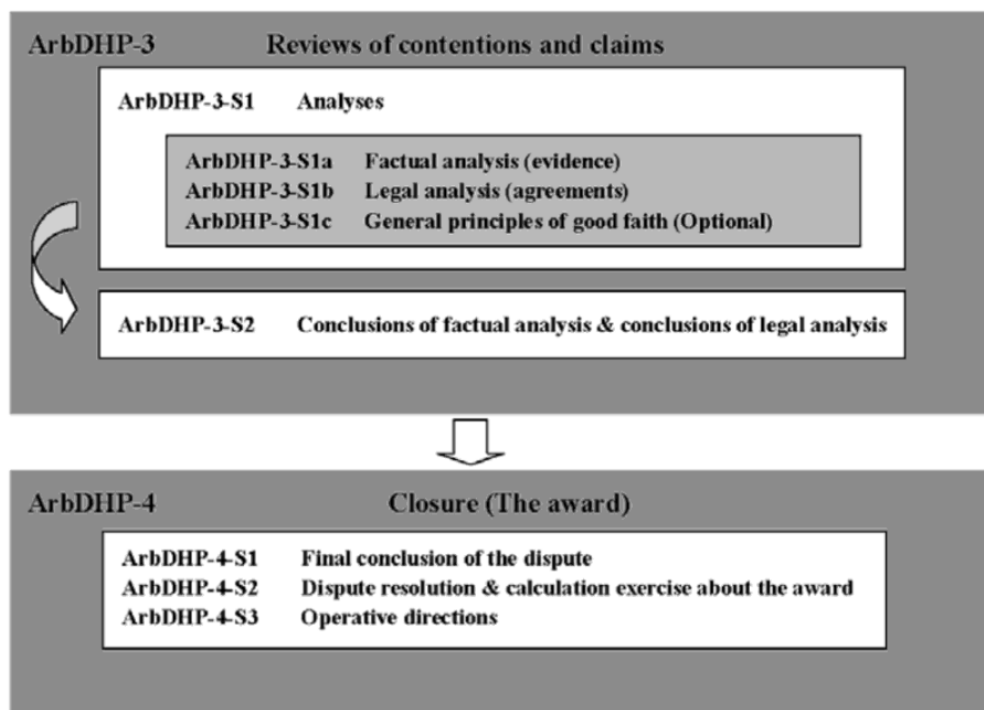 ArbDHP-3 Reviews of contentions and claims
ArbDHP-3-S1 Analyses
ArbDHP-3-S1a Factual analysis (evidence)
ArbDHP-3-S1b Legal analysis (agreements)
ArbDHP-3-S1c General principles of good faith (Optional)
ArbDHP-3-S2 Conclusions of factual analysis & conclusions of legal analysis
ArbDHP-4 Closure (The award)
ArbDHP-4-S1 Final conclusion of the dispute
ArbDHP-4-S2 Dispute resolution & calculation exercise about the award
ArbDHP-4-S3 Operative directions